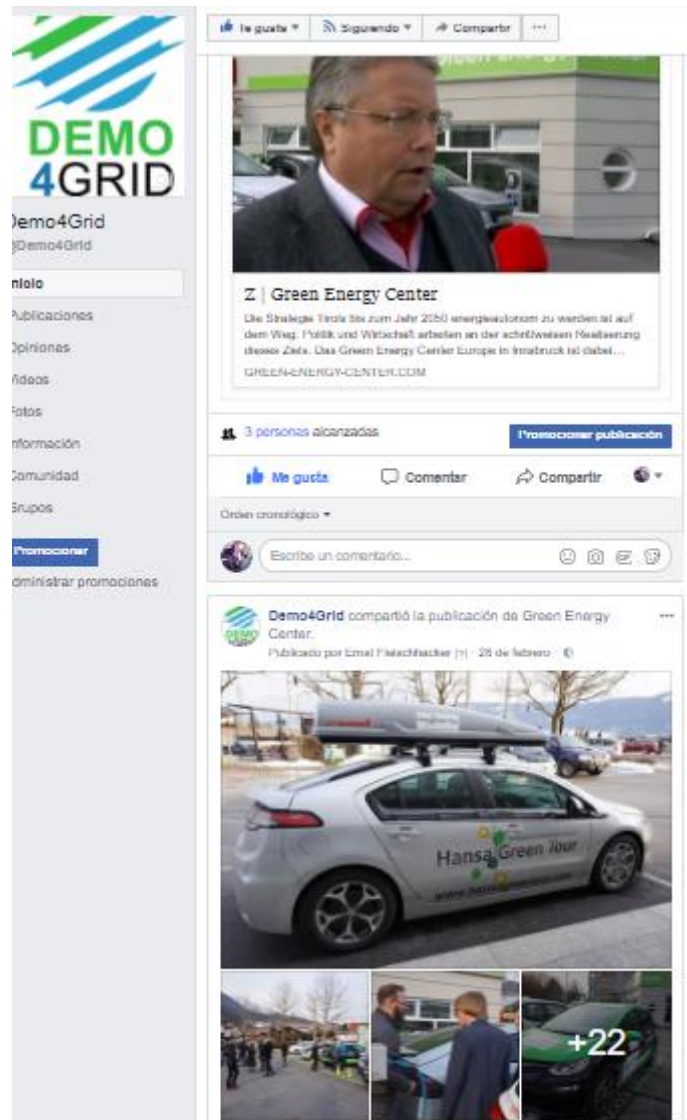 DEMO
4GRID
Demo4Grid
@Demo4Grid
Inicio
Publicaciones
Opiniones
Videos
Fotos
Información
Comunidad
Grupos
Promocionar
Administrar promociones
Te gusta
Siguiendo
Compartir
Z | Green Energy Center
Die Strategie Tirols bis zum Jahr 2050 energieautonom zu werden ist auf
dem Weg. Politik und Wirtschaft arbeiten an der schrittweisen Realisierung
dieses Ziels. Das Green Energy Center Europe in Innsbruck ist dabei...
GREEN-ENERGY-CENTER.COM
3 personas alcanzadas
Promocionar publicación
Me gusta
Comentar
Compartir
Orden cronológico
Escribe un comentario...
Demo4Grid compartió la publicación de Green Energy
Center.
Publicado por Ernst Fleischhacker [?] · 28 de febrero ·
Hansa Green Tour
+22